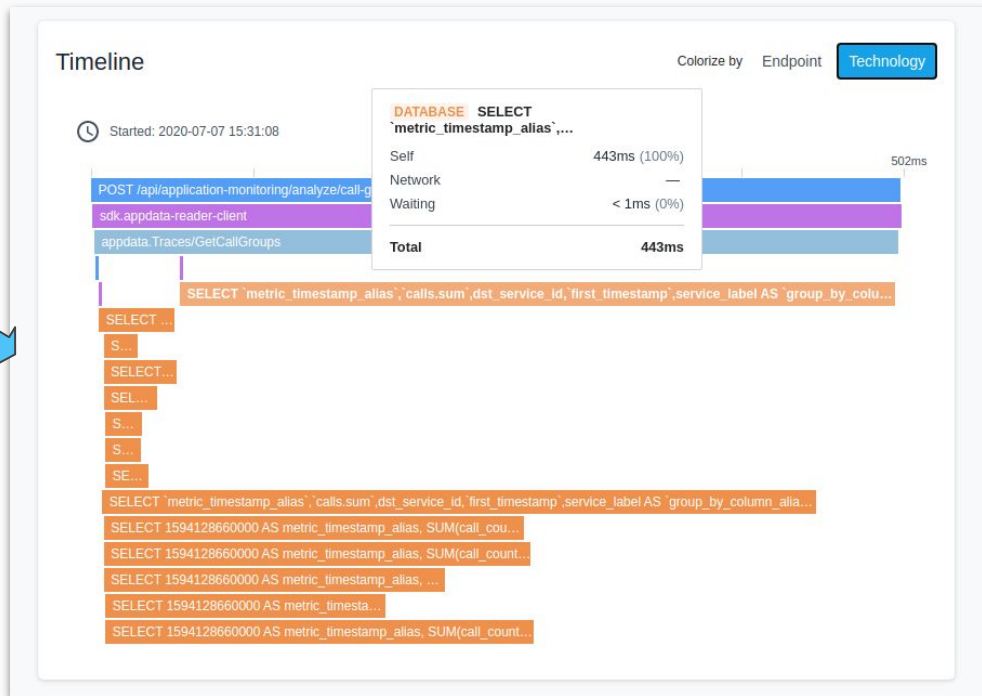 Timeline
Colorize by Endpoint Technology
Started: 2020-07-07 15:31:08
DATABASE SELECT
`metric_timestamp_alias`,…
Self 443ms (100%)
Network —
Waiting < 1ms (0%)
Total 443ms
502ms
POST /api/application-monitoring/analyze/call-g
sdk.appdata-reader-client
appdata.Traces/GetCallGroups
SELECT `metric_timestamp_alias`,`calls.sum`,dst_service_id,`first_timestamp`,service_label AS `group_by_colu…
SELECT …
S…
SELECT…
SEL…
S…
S…
SE…
SELECT `metric_timestamp_alias`,`calls.sum`,dst_service_id,`first_timestamp`,service_label AS `group_by_column_alia…
SELECT 1594128660000 AS metric_timestamp_alias, SUM(call_cou…
SELECT 1594128660000 AS metric_timestamp_alias, SUM(call_count…
SELECT 1594128660000 AS metric_timestamp_alias, …
SELECT 1594128660000 AS metric_timesta…
SELECT 1594128660000 AS metric_timestamp_alias, SUM(call_count…